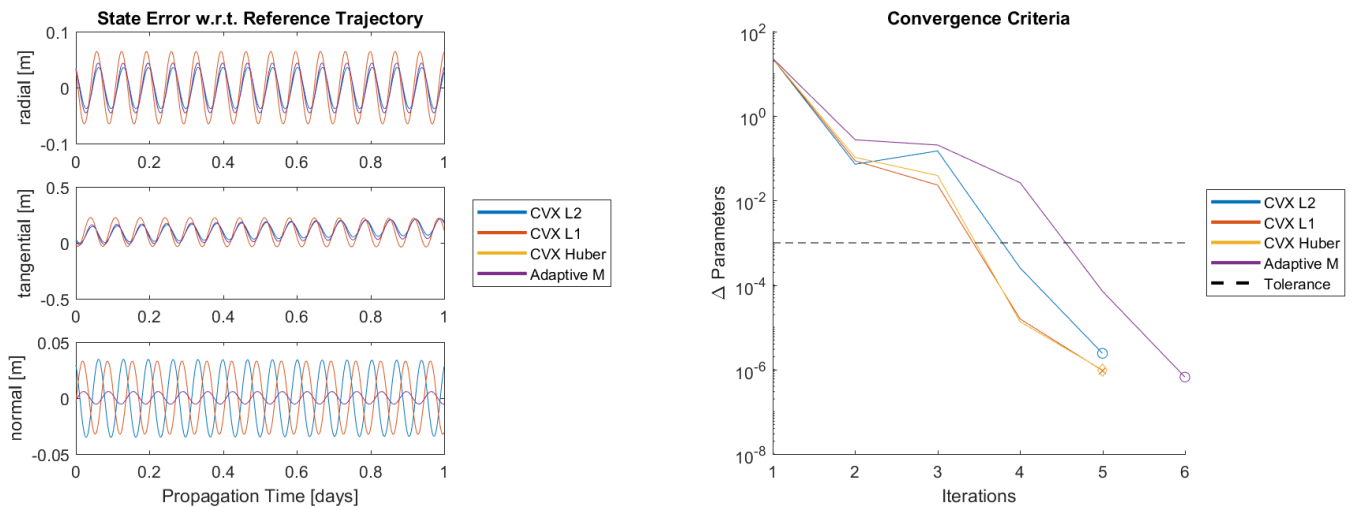 State Error w.r.t. Reference Trajectory
radial [m]
0.1
0
-0.1
0 0.2 0.4 0.6 0.8 1
tangential [m]
0.5
0
-0.5
0 0.2 0.4 0.6 0.8 1
normal [m]
0.05
0
-0.05
0 0.2 0.4 0.6 0.8 1
Propagation Time [days]
CVX L2
CVX L1
CVX Huber
Adaptive M
Convergence Criteria
Δ Parameters
10^2
10^0
10^-2
10^-4
10^-6
10^-8
1 2 3 4 5 6
Iterations
CVX L2
CVX L1
CVX Huber
Adaptive M
Tolerance